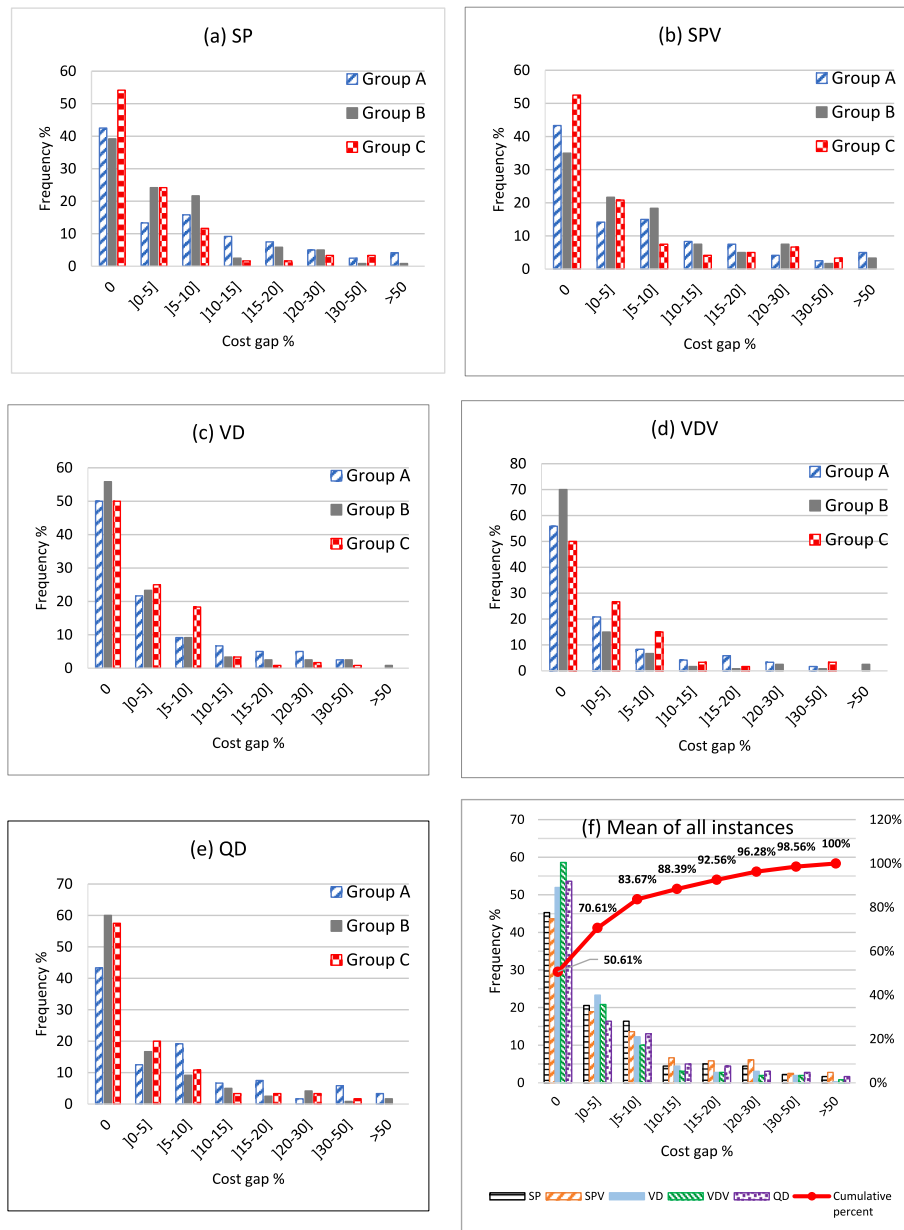 (a) SP
60
50
40
30
20
10
0
Frequency %
Group A
Group B
Group C
0
]0-5]
]5-10]
]10-15]
]15-20]
]20-30]
]30-50]
>50
Cost gap %
(b) SPV
60
50
40
30
20
10
0
Frequency %
Group A
Group B
Group C
0
]0-5]
]5-10]
]10-15]
]15-20]
]20-30]
]30-50]
>50
Cost gap %
(c) VD
60
50
40
30
20
10
0
Frequency %
Group A
Group B
Group C
0
]0-5]
]5-10]
]10-15]
]15-20]
]20-30]
]30-50]
>50
Cost gap %
(d) VDV
80
70
60
50
40
30
20
10
0
Frequency %
Group A
Group B
Group C
0
]0-5]
]5-10]
]10-15]
]15-20]
]20-30]
]30-50]
>50
Cost gap %
(e) QD
70
60
50
40
30
20
10
0
Frequency %
Group A
Group B
Group C
0
]0-5]
]5-10]
]10-15]
]15-20]
]20-30]
]30-50]
>50
Cost gap %
(f) Mean of all instances
70
60
50
40
30
20
10
0
Frequency %
50.61%
70.61%
83.67%
88.39%
92.56%
96.28%
98.56%
100%
120%
100%
80%
60%
40%
20%
0%
0
]0-5]
]5-10]
]10-15]
]15-20]
]20-30]
]30-50]
>50
Cost gap %
SP
SPV
VD
VDV
QD
Cumulative
percent